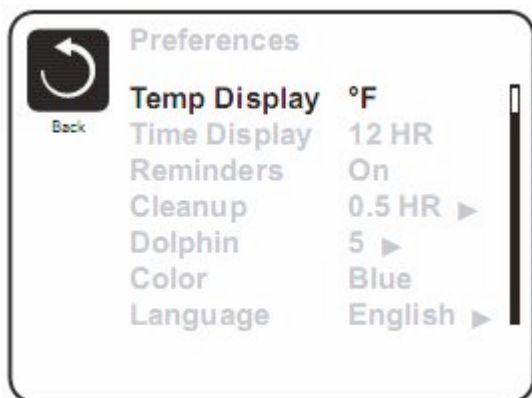 Preferences
Temp Display °F
Back
Time Display 12 HR
Reminders On
Cleanup 0.5 HR ▶
Dolphin 5 ▶
Color Blue
Language English ▶